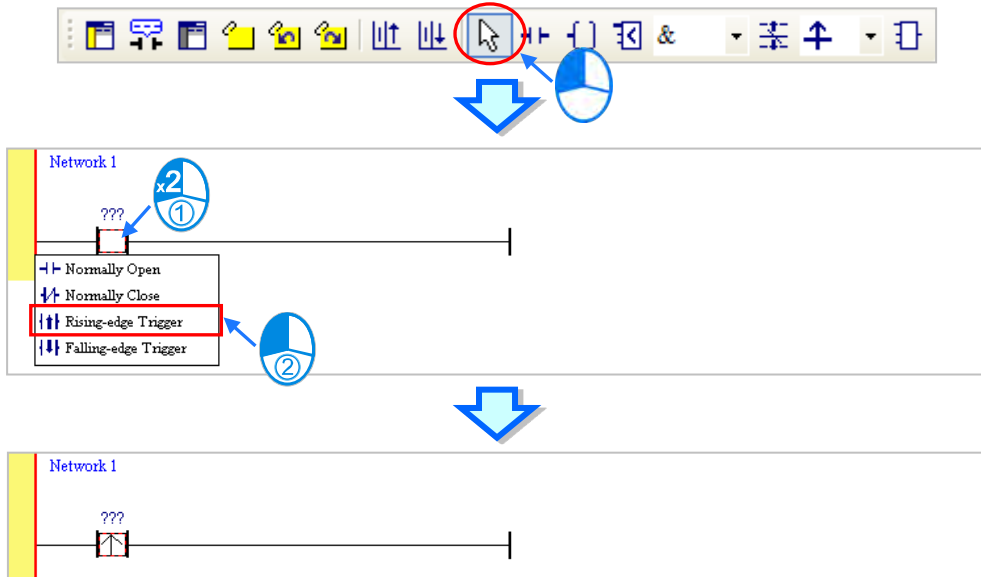 &
Network 1
x2
①
???
Normally Open
Normally Close
Rising-edge Trigger
Falling-edge Trigger
②
Network 1
???